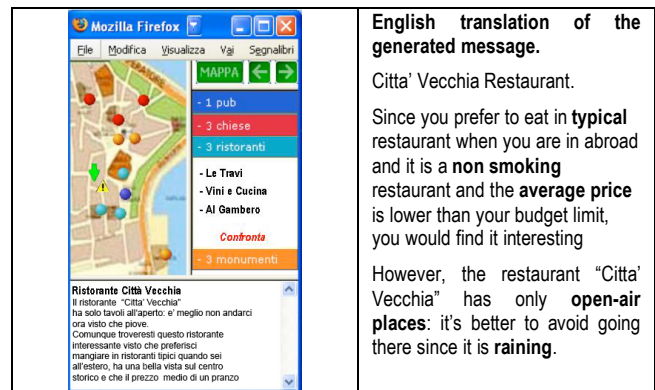 Mozilla Firefox
File Modifica Visualizza Vai Segnalibri
MAPPA
- 1 pub
- 3 chiese
- 3 ristoranti
- Le Travi
- Vini e Cucina
- Al Gambero
Confronta
- 3 monumenti
Ristorante Città Vecchia
Il ristorante "Citta' Vecchia"
ha solo tavoli all'aperto: e' meglio non andarci
ora visto che piove.
Comunque troveresti questo ristorante
interessante visto che preferisci
mangiare in ristoranti tipici quando sei
all'estero, ha una bella vista sul centro
storico e che il prezzo medio di un pranzo
English translation of the
generated message.
Citta' Vecchia Restaurant.
Since you prefer to eat in typical
restaurant when you are in abroad
and it is a non smoking
restaurant and the average price
is lower than your budget limit,
you would find it interesting
However, the restaurant "Citta'
Vecchia" has only open-air
places: it's better to avoid going
there since it is raining.